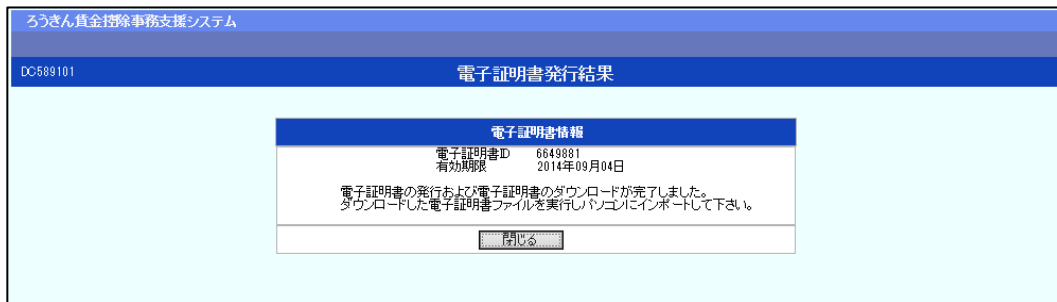 ろうきん賃金控除事務支援システム
DC589101
電子証明書発行結果
電子証明書情報
電子証明書ID 6649881
有効期限 2014年09月04日
電子証明書の発行および電子証明書のダウンロードが完了しました。
ダウンロードした電子証明書ファイルを実行しパソコンにインポートして下さい。
閉じる